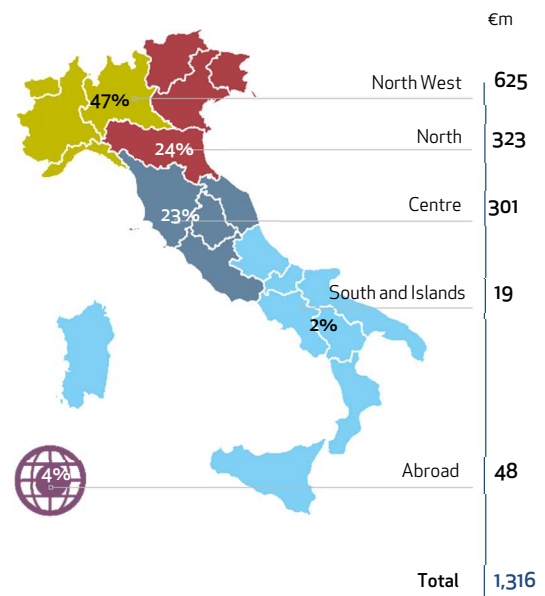 €m
North West 625
47%
North 323
24%
Centre 301
23%
South and Islands 19
2%
Abroad 48
4%
Total 1,316